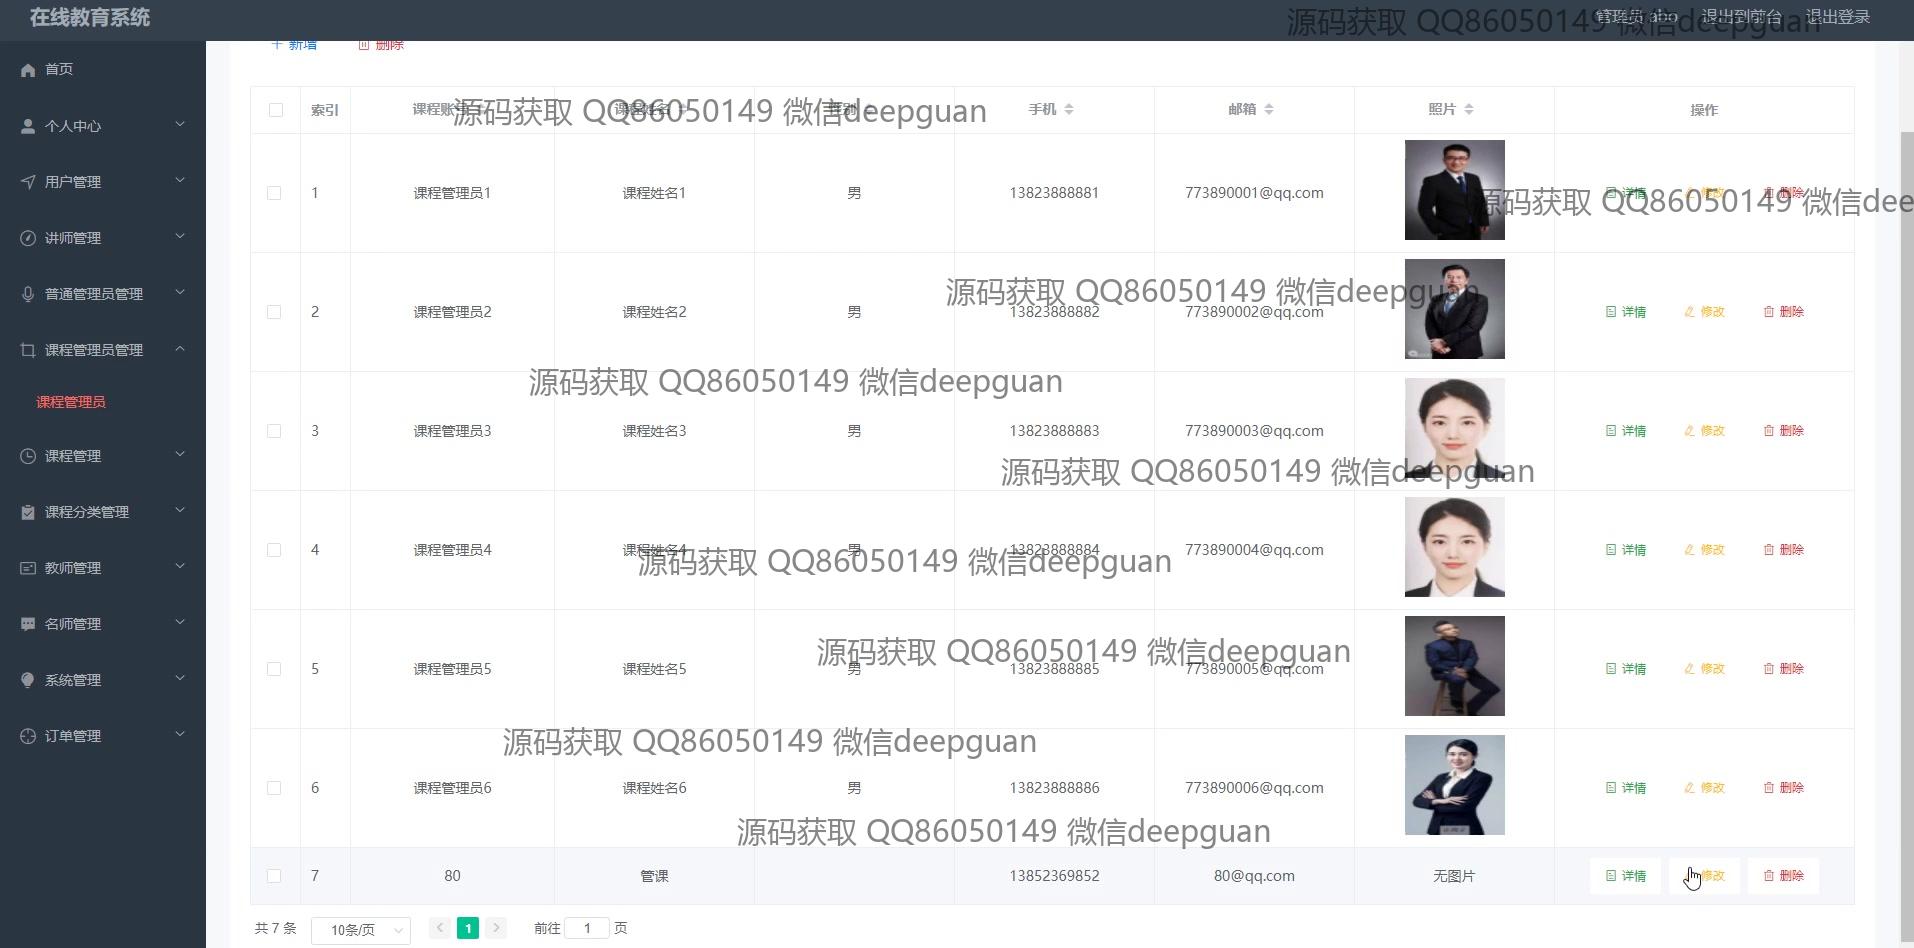 在线教育系统
管理员 abo 退出到前台 退出登录
源码获取 QQ86050149 微信deepguan
新增 删除
首页
个人中心
用户管理
讲师管理
普通管理员管理
课程管理员管理
课程管理员
课程管理
课程分类管理
教师管理
名师管理
系统管理
订单管理
索引 课程账号 课程姓名 性别 手机 邮箱 照片 操作
源码获取 QQ86050149 微信deepguan
1 课程管理员1 课程姓名1 男 13823888881 773890001@qq.com 详情 修改 删除
源码获取 QQ86050149 微信dee
源码获取 QQ86050149 微信deepguan
2 课程管理员2 课程姓名2 男 13823888882 773890002@qq.com 详情 修改 删除
源码获取 QQ86050149 微信deepguan
3 课程管理员3 课程姓名3 男 13823888883 773890003@qq.com 详情 修改 删除
源码获取 QQ86050149 微信deepguan
4 课程管理员4 课程姓名4 男 13823888884 773890004@qq.com 详情 修改 删除
源码获取 QQ86050149 微信deepguan
源码获取 QQ86050149 微信deepguan
5 课程管理员5 课程姓名5 男 13823888885 773890005@qq.com 详情 修改 删除
源码获取 QQ86050149 微信deepguan
6 课程管理员6 课程姓名6 男 13823888886 773890006@qq.com 详情 修改 删除
源码获取 QQ86050149 微信deepguan
7 80 管课 13852369852 80@qq.com 无图片 详情 修改 删除
共 7 条 10条/页 1 前往 1 页